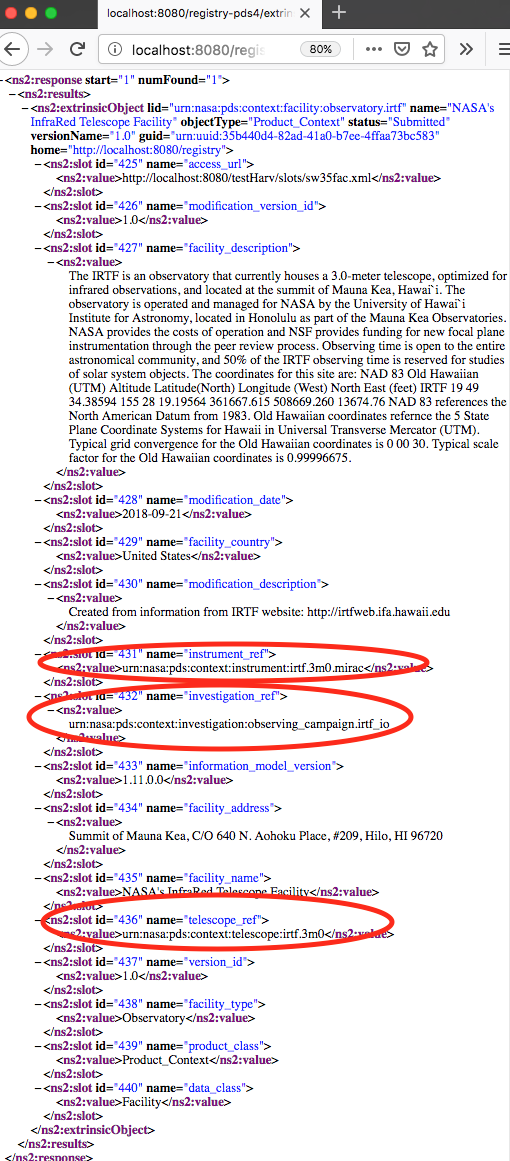 localhost:8080/registry-pds4/extrin
localhost:8080/regis
80%
−<ns2:response start="1" numFound="1">
−<ns2:results>
−<ns2:extrinsicObject lid="urn:nasa:pds:context:facility:observatory.irtf" name="NASA's
InfraRed Telescope Facility" objectType="Product_Context" status="Submitted"
versionName="1.0" guid="urn:uuid:35b440d4-82ad-41a0-b7ee-4ffaa73bc583"
home="http://localhost:8080/registry">
−<ns2:slot id="425" name="access_url">
<ns2:value>http://localhost:8080/testHarv/slots/sw35fac.xml</ns2:value>
</ns2:slot>
−<ns2:slot id="426" name="modification_version_id">
<ns2:value>1.0</ns2:value>
</ns2:slot>
−<ns2:slot id="427" name="facility_description">
−<ns2:value>
The IRTF is an observatory that currently houses a 3.0-meter telescope, optimized for
infrared observations, and located at the summit of Mauna Kea, Hawai`i. The
observatory is operated and managed for NASA by the University of Hawai`i
Institute for Astronomy, located in Honolulu as part of the Mauna Kea Observatories.
NASA provides the costs of operation and NSF provides funding for new focal plane
instrumentation through the peer review process. Observing time is open to the entire
astronomical community, and 50% of the IRTF observing time is reserved for studies
of solar system objects. The coordinates for this site are: NAD 83 Old Hawaiian
(UTM) Altitude Latitude(North) Longitude (West) North East (feet) IRTF 19 49
34.38594 155 28 19.19564 361667.615 508669.260 13674.76 NAD 83 references the
North American Datum from 1983. Old Hawaiian coordinates refernce the 5 State
Plane Coordinate Systems for Hawaii in Universal Transverse Mercator (UTM).
Typical grid convergence for the Old Hawaiian coordinates is 0 00 30. Typical scale
factor for the Old Hawaiian coordinates is 0.99996675.
</ns2:value>
</ns2:slot>
−<ns2:slot id="428" name="modification_date">
<ns2:value>2018-09-21</ns2:value>
</ns2:slot>
−<ns2:slot id="429" name="facility_country">
<ns2:value>United States</ns2:value>
</ns2:slot>
−<ns2:slot id="430" name="modification_description">
−<ns2:value>
Created from information from IRTF website: http://irtfweb.ifa.hawaii.edu
</ns2:value>
</ns2:slot>
−<ns2:slot id="431" name="instrument_ref">
<ns2:value>urn:nasa:pds:context:instrument:irtf.3m0.mirac</ns2:value>
</ns2:slot>
−<ns2:slot id="432" name="investigation_ref">
−<ns2:value>
urn:nasa:pds:context:investigation:observing_campaign.irtf_io
</ns2:value>
</ns2:slot>
−<ns2:slot id="433" name="information_model_version">
<ns2:value>1.11.0.0</ns2:value>
</ns2:slot>
−<ns2:slot id="434" name="facility_address">
−<ns2:value>
Summit of Mauna Kea, C/O 640 N. Aohoku Place, #209, Hilo, HI 96720
</ns2:value>
</ns2:slot>
−<ns2:slot id="435" name="facility_name">
<ns2:value>NASA's InfraRed Telescope Facility</ns2:value>
</ns2:slot>
−<ns2:slot id="436" name="telescope_ref">
<ns2:value>urn:nasa:pds:context:telescope:irtf.3m0</ns2:value>
</ns2:slot>
−<ns2:slot id="437" name="version_id">
<ns2:value>1.0</ns2:value>
</ns2:slot>
−<ns2:slot id="438" name="facility_type">
<ns2:value>Observatory</ns2:value>
</ns2:slot>
−<ns2:slot id="439" name="product_class">
<ns2:value>Product_Context</ns2:value>
</ns2:slot>
−<ns2:slot id="440" name="data_class">
<ns2:value>Facility</ns2:value>
</ns2:slot>
</ns2:extrinsicObject>
</ns2:results>
</ns2:response>